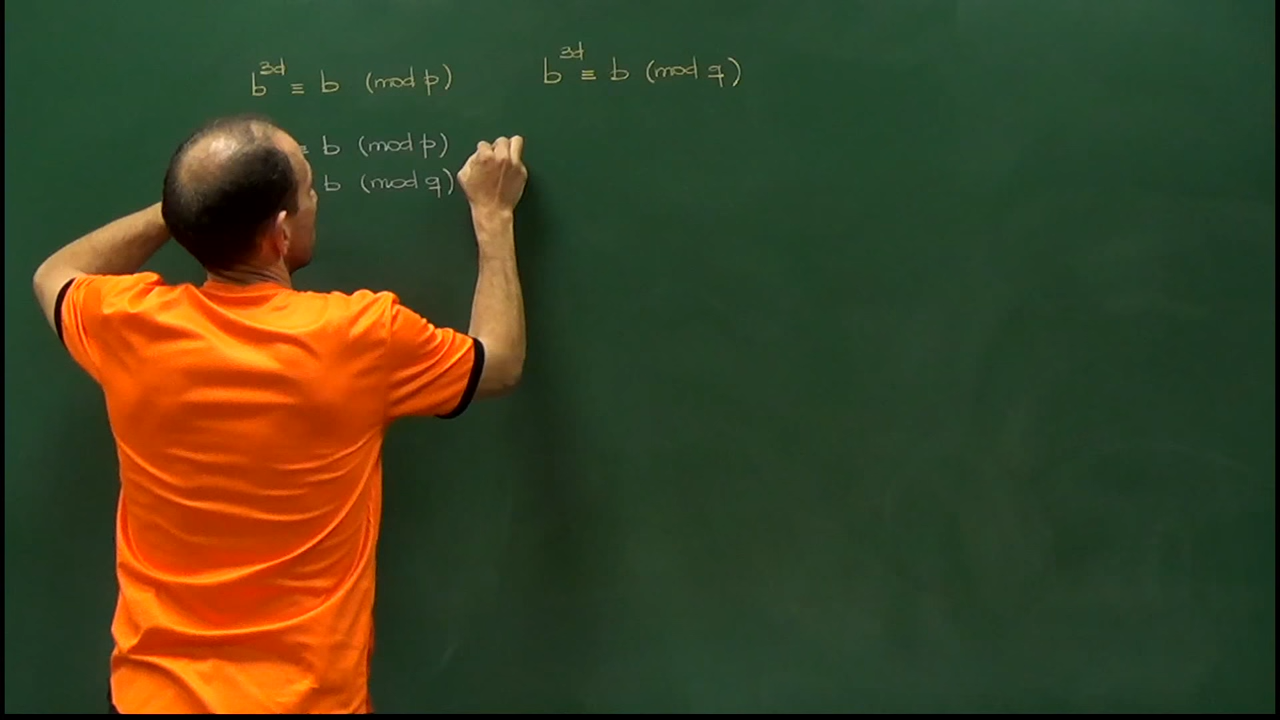 b^{3d} ≡ b (mod p) b^{3d} ≡ b (mod q)
≡ b (mod p)
b (mod q)